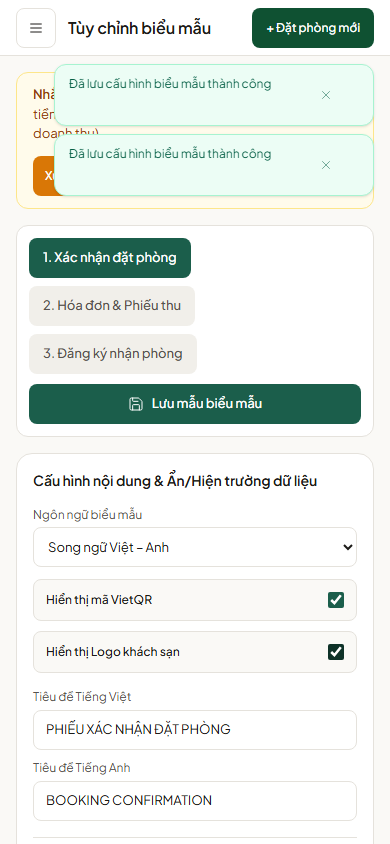 Tùy chỉnh biểu mẫu
+ Đặt phòng mới
Đã lưu cấu hình biểu mẫu thành công
Đã lưu cấu hình biểu mẫu thành công
doanh thu)
1. Xác nhận đặt phòng
2. Hóa đơn & Phiếu thu
3. Đăng ký nhận phòng
Lưu mẫu biểu mẫu
Cấu hình nội dung & Ẩn/Hiện trường dữ liệu
Ngôn ngữ biểu mẫu
Song ngữ Việt – Anh
Hiển thị mã VietQR
Hiển thị Logo khách sạn
Tiêu đề Tiếng Việt
PHIẾU XÁC NHẬN ĐẶT PHÒNG
Tiêu đề Tiếng Anh
BOOKING CONFIRMATION